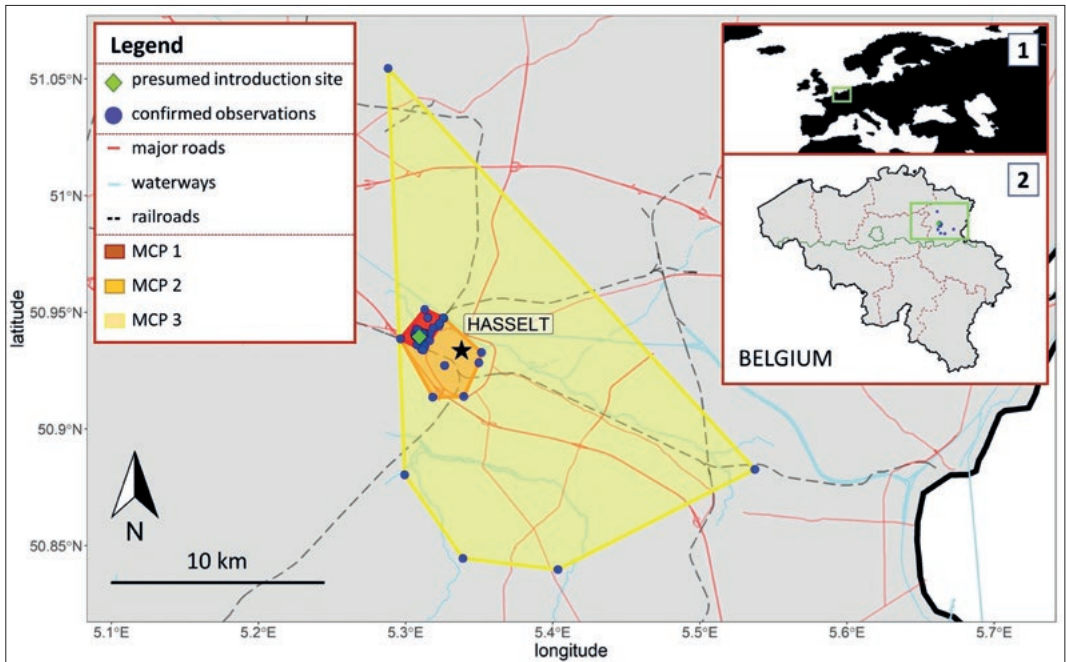 Legend
presumed introduction site
confirmed observations
major roads
waterways
railroads
MCP 1
MCP 2
MCP 3
1
2
BELGIUM
HASSELT
N
10 km
latitude
51.05°N
51°N
50.95°N
50.9°N
50.85°N
5.1°E
5.2°E
5.3°E
5.4°E
5.5°E
5.6°E
5.7°E
longitude